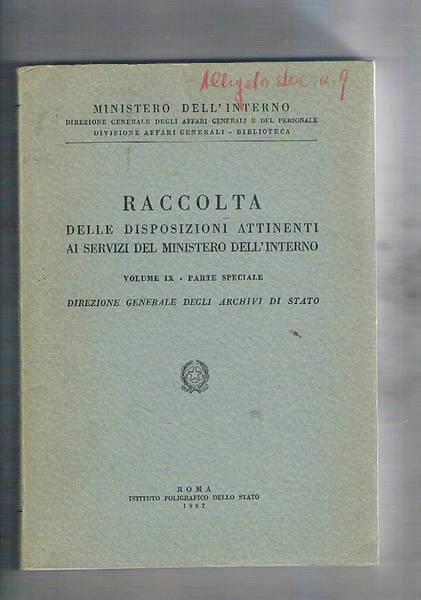 Allegato doc. n. 9
MINISTERO DELL'INTERNO
DIREZIONE GENERALE DEGLI AFFARI GENERALI E DEL PERSONALE
DIVISIONE AFFARI GENERALI - BIBLIOTECA
RACCOLTA
DELLE DISPOSIZIONI ATTINENTI
AI SERVIZI DEL MINISTERO DELL'INTERNO
VOLUME IX - PARTE SPECIALE
DIREZIONE GENERALE DEGLI ARCHIVI DI STATO
ROMA
ISTITUTO POLIGRAFICO DELLO STATO
1967